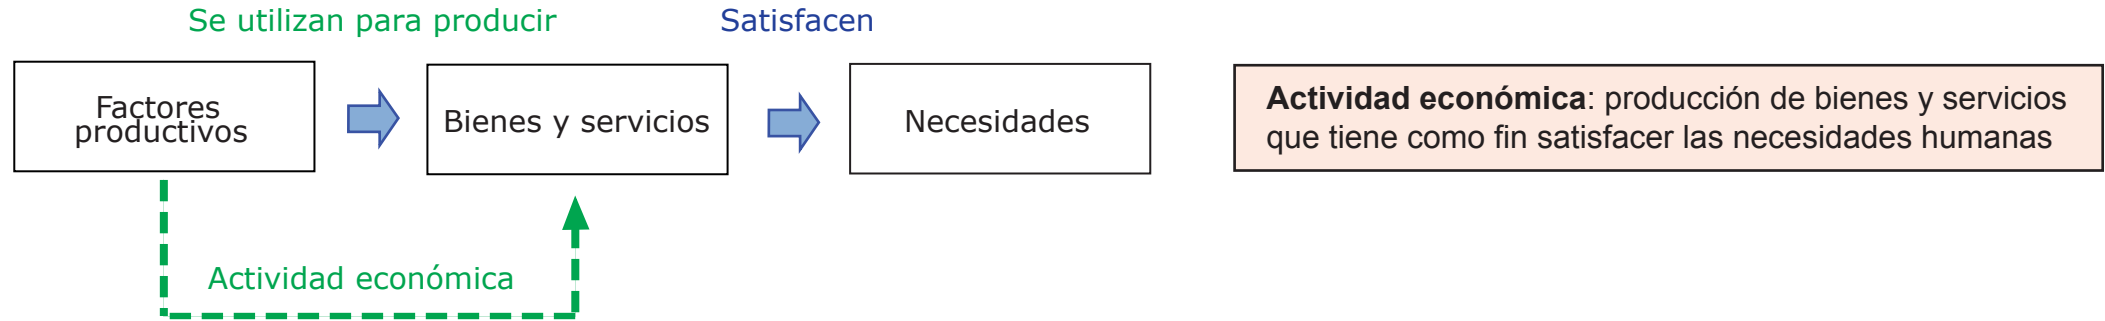 Se utilizan para producir
Satisfacen
Factores
productivos
Bienes y servicios
Necesidades
Actividad económica: producción de bienes y servicios
que tiene como fin satisfacer las necesidades humanas
Actividad económica